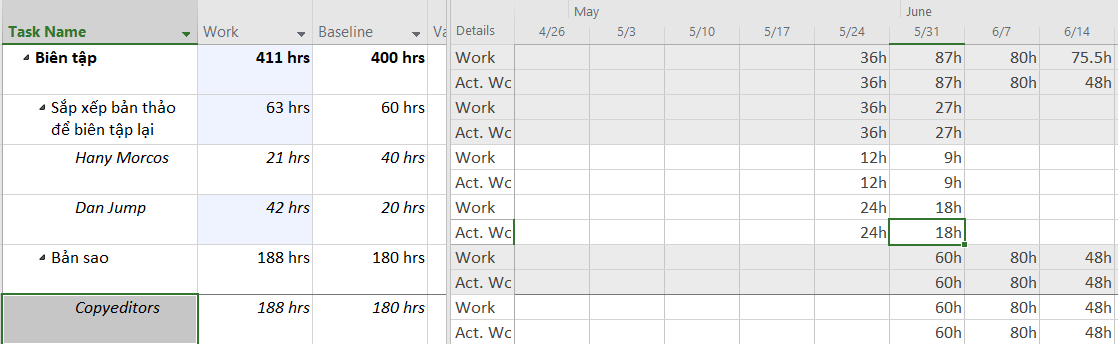 May June
Task Name Work Baseline Va Details 4/26 5/3 5/10 5/17 5/24 5/31 6/7 6/14
Biên tập 411 hrs 400 hrs Work 36h 87h 80h 75.5h
Act. Wc 36h 87h 80h 48h
Sắp xếp bản thảo 63 hrs 60 hrs Work 36h 27h
để biên tập lại Act. Wc 36h 27h
Hany Morcos 21 hrs 40 hrs Work 12h 9h
Act. Wc 12h 9h
Dan Jump 42 hrs 20 hrs Work 24h 18h
Act. Wc 24h 18h
Bản sao 188 hrs 180 hrs Work 60h 80h 48h
Act. Wc 60h 80h 48h
Copyeditors 188 hrs 180 hrs Work 60h 80h 48h
Act. Wc 60h 80h 48h